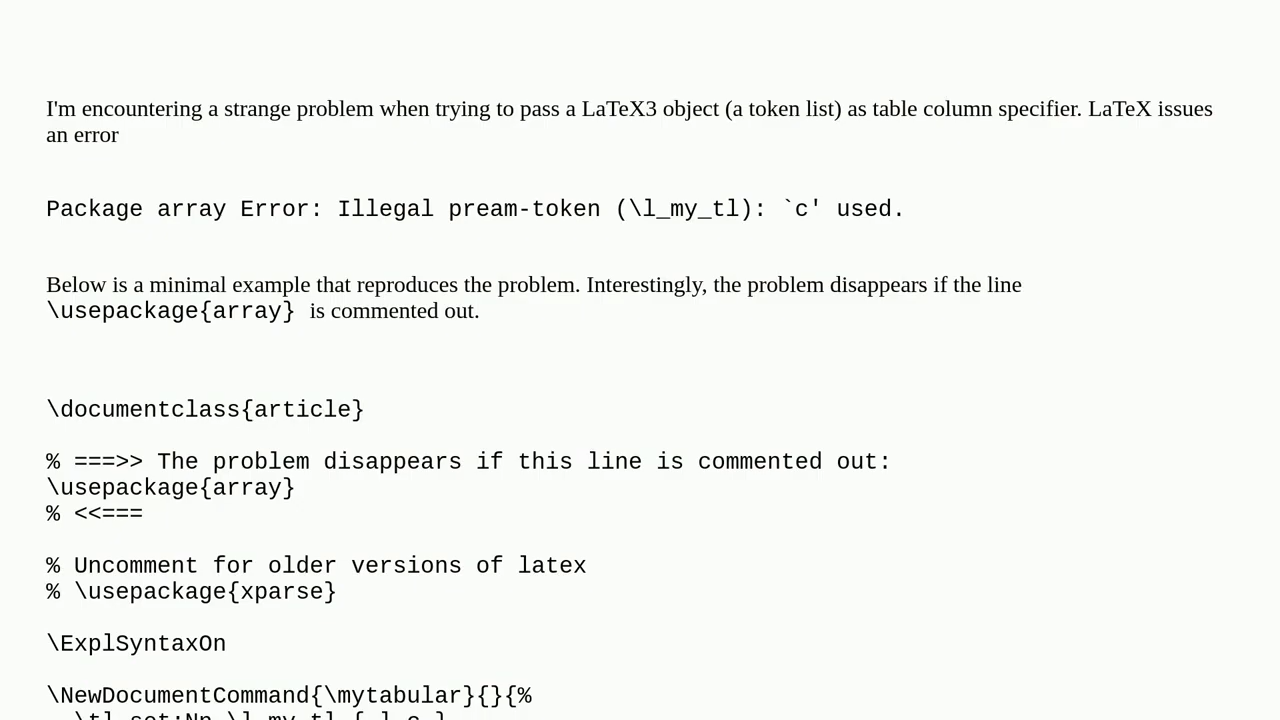 I'm encountering a strange problem when trying to pass a LaTeX3 object (a token list) as table column specifier. LaTeX issues
an error
Package array Error: Illegal pream-token (\l_my_tl): `c' used.
Below is a minimal example that reproduces the problem. Interestingly, the problem disappears if the line
\usepackage{array} is commented out.
\documentclass{article}
% ===>> The problem disappears if this line is commented out:
\usepackage{array}
% <<===
% Uncomment for older versions of latex
% \usepackage{xparse}
\ExplSyntaxOn
\NewDocumentCommand{\mytabular}{}{%